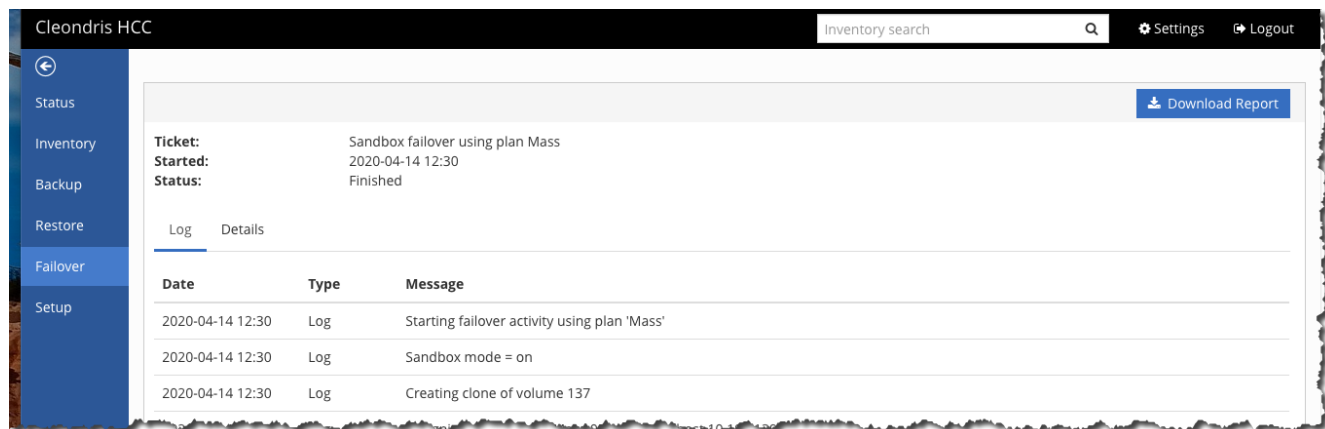 Cleondris HCC
Inventory search
Settings
Logout
Status
Inventory
Backup
Restore
Failover
Setup
Download Report
Ticket: Sandbox failover using plan Mass
Started: 2020-04-14 12:30
Status: Finished
Log Details
Date Type Message
2020-04-14 12:30 Log Starting failover activity using plan 'Mass'
2020-04-14 12:30 Log Sandbox mode = on
2020-04-14 12:30 Log Creating clone of volume 137